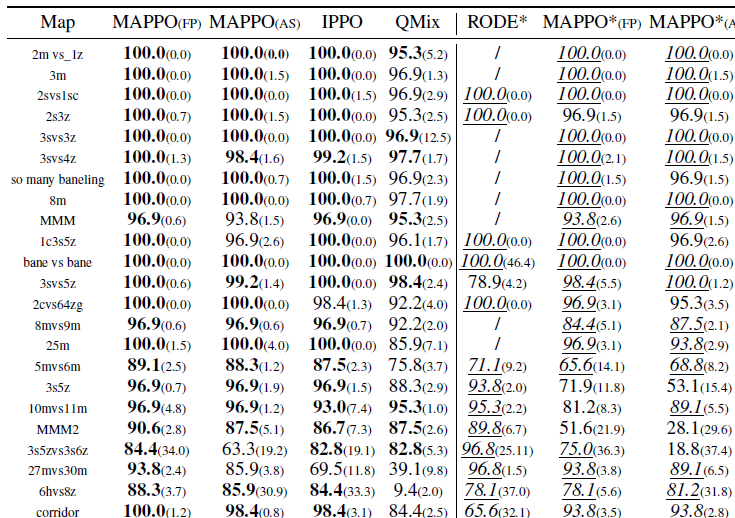 Map MAPPO(FP) MAPPO(AS) IPPO QMix RODE* MAPPO*(FP) MAPPO*(A
2m vs_1z 100.0(0.0) 100.0(0.0) 100.0(0.0) 95.3(5.2) / 100.0(0.0) 100.0(0.0)
3m 100.0(0.0) 100.0(1.5) 100.0(0.0) 96.9(1.3) / 100.0(0.0) 100.0(1.5)
2svs1sc 100.0(0.0) 100.0(0.0) 100.0(1.5) 96.9(2.9) 100.0(0.0) 100.0(0.0) 100.0(0.0)
2s3z 100.0(0.7) 100.0(1.5) 100.0(0.0) 95.3(2.5) 100.0(0.0) 96.9(1.5) 96.9(1.5)
3svs3z 100.0(0.0) 100.0(0.0) 100.0(0.0) 96.9(12.5) / 100.0(0.0) 100.0(0.0)
3svs4z 100.0(1.3) 98.4(1.6) 99.2(1.5) 97.7(1.7) / 100.0(2.1) 100.0(1.5)
so many baneling 100.0(0.0) 100.0(0.7) 100.0(1.5) 96.9(2.3) / 100.0(1.5) 96.9(1.5)
8m 100.0(0.0) 100.0(0.0) 100.0(0.7) 97.7(1.9) / 100.0(0.0) 100.0(0.0)
MMM 96.9(0.6) 93.8(1.5) 96.9(0.0) 95.3(2.5) / 93.8(2.6) 96.9(1.5)
1c3s5z 100.0(0.0) 96.9(2.6) 100.0(0.0) 96.1(1.7) 100.0(0.0) 100.0(0.0) 96.9(2.6)
bane vs bane 100.0(0.0) 100.0(0.0) 100.0(0.0) 100.0(0.0) 100.0(46.4) 100.0(0.0) 100.0(0.0)
3svs5z 100.0(0.6) 99.2(1.4) 100.0(0.0) 98.4(2.4) 78.9(4.2) 98.4(5.5) 100.0(1.2)
2cvs64zg 100.0(0.0) 100.0(0.0) 98.4(1.3) 92.2(4.0) 100.0(0.0) 96.9(3.1) 95.3(3.5)
8mvs9m 96.9(0.6) 96.9(0.6) 96.9(0.7) 92.2(2.0) / 84.4(5.1) 87.5(2.1)
25m 100.0(1.5) 100.0(4.0) 100.0(0.0) 85.9(7.1) / 96.9(3.1) 93.8(2.9)
5mvs6m 89.1(2.5) 88.3(1.2) 87.5(2.3) 75.8(3.7) 71.1(9.2) 65.6(14.1) 68.8(8.2)
3s5z 96.9(0.7) 96.9(1.9) 96.9(1.5) 88.3(2.9) 93.8(2.0) 71.9(11.8) 53.1(15.4)
10mvs11m 96.9(4.8) 96.9(1.2) 93.0(7.4) 95.3(1.0) 95.3(2.2) 81.2(8.3) 89.1(5.5)
MMM2 90.6(2.8) 87.5(5.1) 86.7(7.3) 87.5(2.6) 89.8(6.7) 51.6(21.9) 28.1(29.6)
3s5zvs3s6z 84.4(34.0) 63.3(19.2) 82.8(19.1) 82.8(5.3) 96.8(25.11) 75.0(36.3) 18.8(37.4)
27mvs30m 93.8(2.4) 85.9(3.8) 69.5(11.8) 39.1(9.8) 96.8(1.5) 93.8(3.8) 89.1(6.5)
6hvs8z 88.3(3.7) 85.9(30.9) 84.4(33.3) 9.4(2.0) 78.1(37.0) 78.1(5.6) 81.2(31.8)
corridor 100.0(1.2) 98.4(0.8) 98.4(3.1) 84.4(2.5) 65.6(32.1) 93.8(3.5) 93.8(2.8)